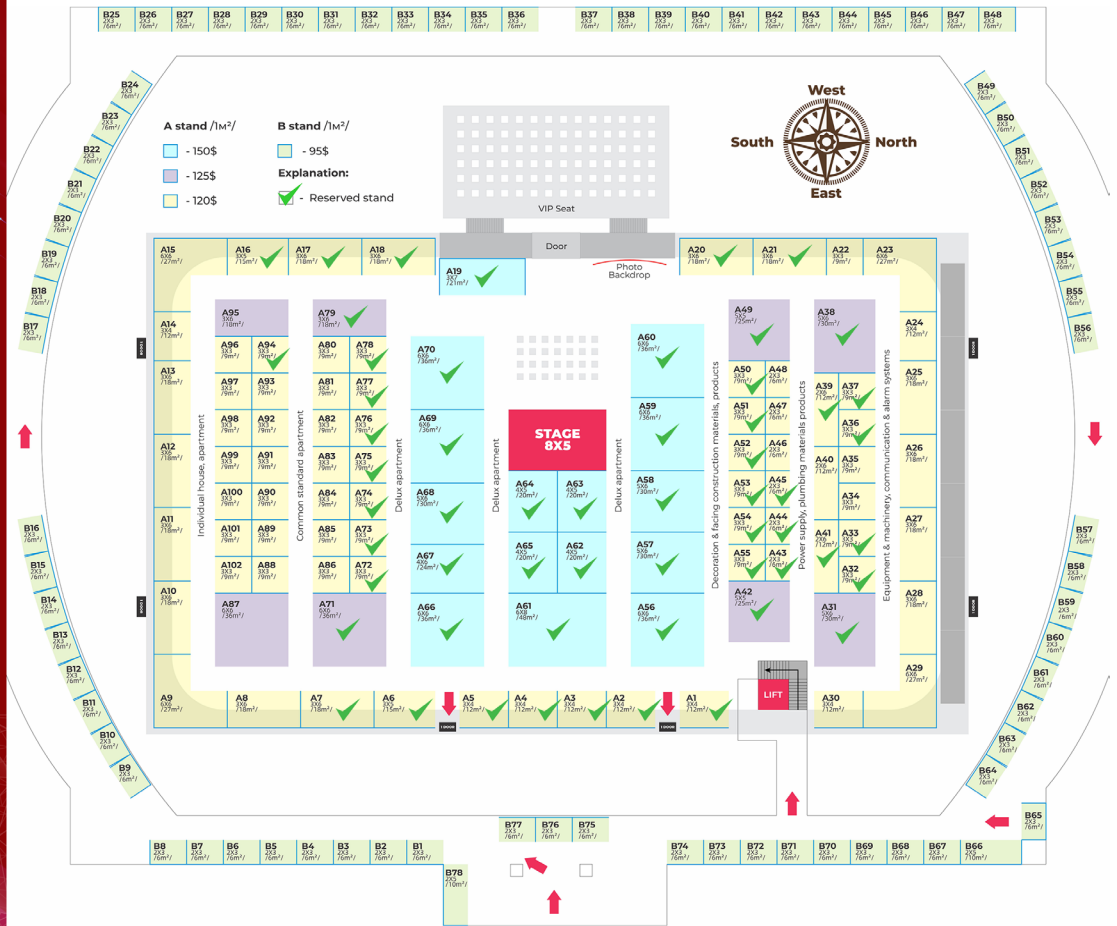 B25 B26 B27 B28 B29 B30 B31 B32 B33 B34 B35 B36 B37 B38 B39 B40 B41 B42 B43 B44 B45 B46 B47 B48
2X3 2X3 2X3 2X3 2X3 2X3 2X3 2X3 2X3 2X3 2X3 2X3 2X3 2X3 2X3 2X3 2X3 2X3 2X3 2X3 2X3 2X3 2X3 2X3
/6m²/ /6m²/ /6m²/ /6m²/ /6m²/ /6m²/ /6m²/ /6m²/ /6m²/ /6m²/ /6m²/ /6m²/ /6m²/ /6m²/ /6m²/ /6m²/ /6m²/ /6m²/ /6m²/ /6m²/ /6m²/ /6m²/ /6m²/ /6m²/
B24 2X3 /6m²/
B23 2X3 /6m²/
B22 2X3 /6m²/
B21 2X3 /6m²/
B20 2X3 /6m²/
B19 2X3 /6m²/
B18 2X3 /6m²/
B17 2X3 /6m²/
A stand /1м²/
- 150$
- 125$
- 120$
B stand /1м²/
- 95$
Explanation:
- Reserved stand
VIP Seat
West
South North
East
B49 2X3 /6m²/
B50 2X3 /6m²/
B51 2X3 /6m²/
B52 2X3 /6m²/
B53 2X3 /6m²/
B54 2X3 /6m²/
B55 2X3 /6m²/
B56 2X3 /6m²/
A15 6X6 /27m²/
A16 3X5 /15m²/
A17 3X6 /18m²/
A18 3X6 /18m²/
Door
A19 3X7 /21m²/
Photo
Backdrop
A20 3X6 /18m²/
A21 3X6 /18m²/
A22 3X3 /9m²/
A23 6X6 /27m²/
A14 3X4 /12m²/
A13 3X6 /18m²/
A12 3X6 /18m²/
A11 3X6 /18m²/
A10 3X6 /18m²/
Individual house, apartment
A95 3X6 /18m²/
A96 3X3 /9m²/
A94 3X3 /9m²/
A97 3X3 /9m²/
A93 3X3 /9m²/
A98 3X3 /9m²/
A92 3X3 /9m²/
A99 3X3 /9m²/
A91 3X3 /9m²/
A100 3X3 /9m²/
A90 3X3 /9m²/
A101 3X3 /9m²/
A89 3X3 /9m²/
A102 3X3 /9m²/
A88 3X3 /9m²/
A87 6X6 /36m²/
Common standard apartment
A79 3X6 /18m²/
A80 3X3 /9m²/
A78 3X3 /9m²/
A81 3X3 /9m²/
A77 3X3 /9m²/
A82 3X3 /9m²/
A76 3X3 /9m²/
A83 3X3 /9m²/
A75 3X3 /9m²/
A84 3X3 /9m²/
A74 3X3 /9m²/
A85 3X3 /9m²/
A73 3X3 /9m²/
A86 3X3 /9m²/
A72 3X3 /9m²/
A71 6X6 /36m²/
Delux apartment
A70 6X6 /36m²/
A69 6X6 /36m²/
A68 5X6 /30m²/
A67 4X6 /24m²/
A66 6X6 /36m²/
Delux apartment
STAGE
8X5
A64 4X5 /20m²/
A63 4X5 /20m²/
A65 4X5 /20m²/
A62 4X5 /20m²/
A61 6X8 /48m²/
Delux apartment
A60 6X6 /36m²/
A59 6X6 /36m²/
A58 5X6 /30m²/
A57 5X6 /30m²/
A56 6X6 /36m²/
Decoration & facing construction materials, products
A49 5X5 /25m²/
A50 3X3 /9m²/
A48 2X3 /6m²/
A51 3X3 /9m²/
A47 2X3 /6m²/
A52 3X3 /9m²/
A46 2X3 /6m²/
A53 3X3 /9m²/
A45 2X3 /6m²/
A54 3X3 /9m²/
A44 2X3 /6m²/
A55 3X3 /9m²/
A43 2X3 /6m²/
A42 5X5 /25m²/
Power supply, plumbing materials products
A38 5X6 /30m²/
A39 2X6 /12m²/
A37 3X3 /9m²/
A36 3X3 /9m²/
A40 2X6 /12m²/
A35 3X3 /9m²/
A34 3X3 /9m²/
A41 2X6 /12m²/
A33 3X3 /9m²/
A32 3X3 /9m²/
A31 5X6 /30m²/
Equipment & machinery, communication & alarm systems
A24 3X4 /12m²/
A25 3X6 /18m²/
A26 3X6 /18m²/
A27 3X6 /18m²/
A28 3X6 /18m²/
A29 6X6 /27m²/
A9 6X6 /27m²/
A8 3X6 /18m²/
A7 3X6 /18m²/
A6 3X5 /15m²/
A5 3X4 /12m²/
A4 3X4 /12m²/
A3 3X4 /12m²/
A2 3X4 /12m²/
A1 3X4 /12m²/
LIFT
A30 3X4 /12m²/
B16 2X3 /6m²/
B15 2X3 /6m²/
B14 2X3 /6m²/
B13 2X3 /6m²/
B12 2X3 /6m²/
B11 2X3 /6m²/
B10 2X3 /6m²/
B9 2X3 /6m²/
B57 2X3 /6m²/
B58 2X3 /6m²/
B59 2X3 /6m²/
B60 2X3 /6m²/
B61 2X3 /6m²/
B62 2X3 /6m²/
B63 2X3 /6m²/
B64 2X3 /6m²/
B65 2X3 /6m²/
B77 B76 B75
2X3 2X3 2X3
/6m²/ /6m²/ /6m²/
B8 B7 B6 B5 B4 B3 B2 B1
2X3 2X3 2X3 2X3 2X3 2X3 2X3 2X3
/6m²/ /6m²/ /6m²/ /6m²/ /6m²/ /6m²/ /6m²/ /6m²/
B78 2X5 /10m²/
B74 B73 B72 B71 B70 B69 B68 B67 B66
2X3 2X3 2X3 2X3 2X3 2X3 2X3 2X3 2X5
/6m²/ /6m²/ /6m²/ /6m²/ /6m²/ /6m²/ /6m²/ /6m²/ /10m²/